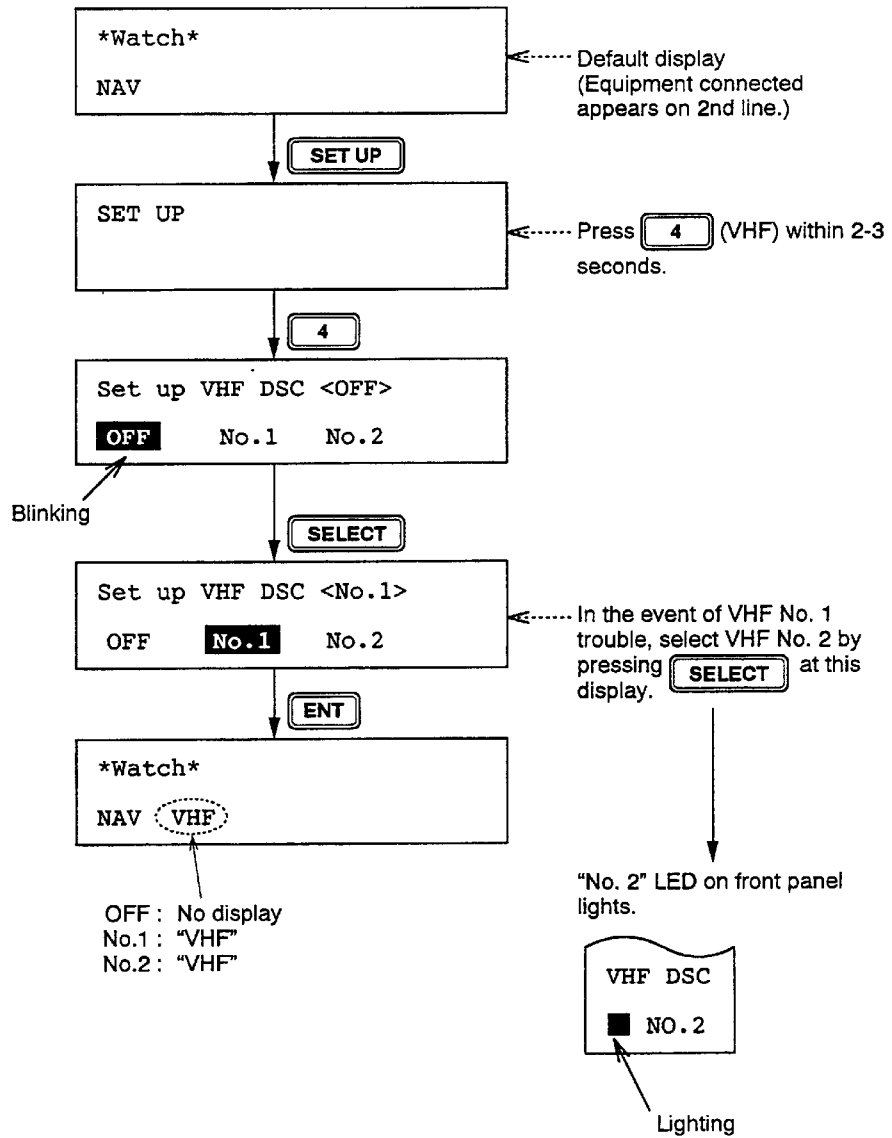 *Watch*
NAV
Default display
(Equipment connected
appears on 2nd line.)
SET UP
SET UP
Press 4 (VHF) within 2-3
seconds.
4
Set up VHF DSC <OFF>
OFF No.1 No.2
Blinking
SELECT
Set up VHF DSC <No.1>
OFF No.1 No.2
In the event of VHF No. 1
trouble, select VHF No. 2 by
pressing SELECT at this
display.
ENT
*Watch*
NAV VHF
OFF : No display
No.1 : “VHF”
No.2 : “VHF”
“No. 2” LED on front panel
lights.
VHF DSC
NO.2
Lighting